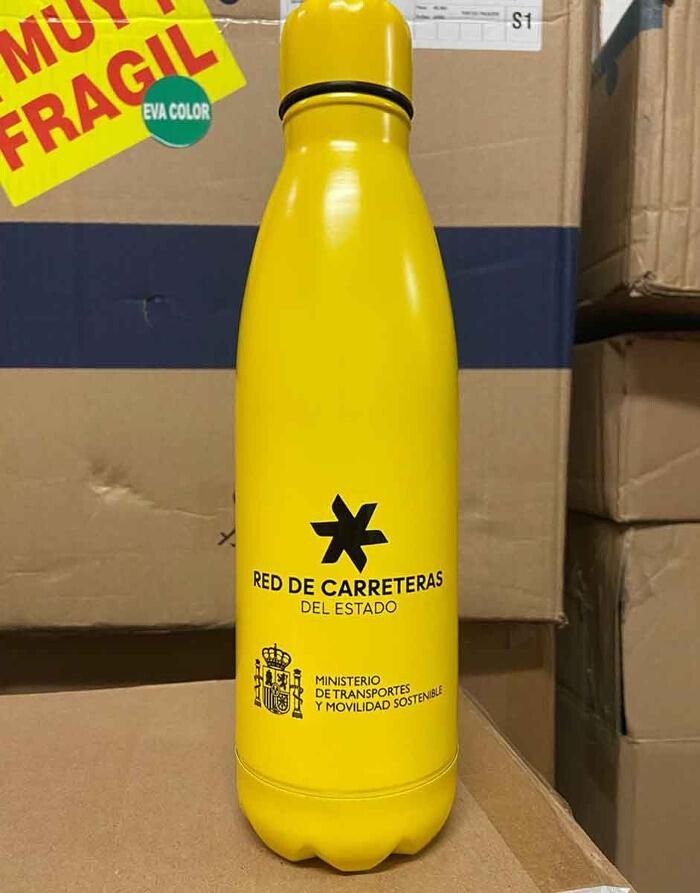 MUY
FRAGIL
EVA COLOR
S1
RED DE CARRETERAS
DEL ESTADO
MINISTERIO
DE TRANSPORTES
Y MOVILIDAD SOSTENIBLE